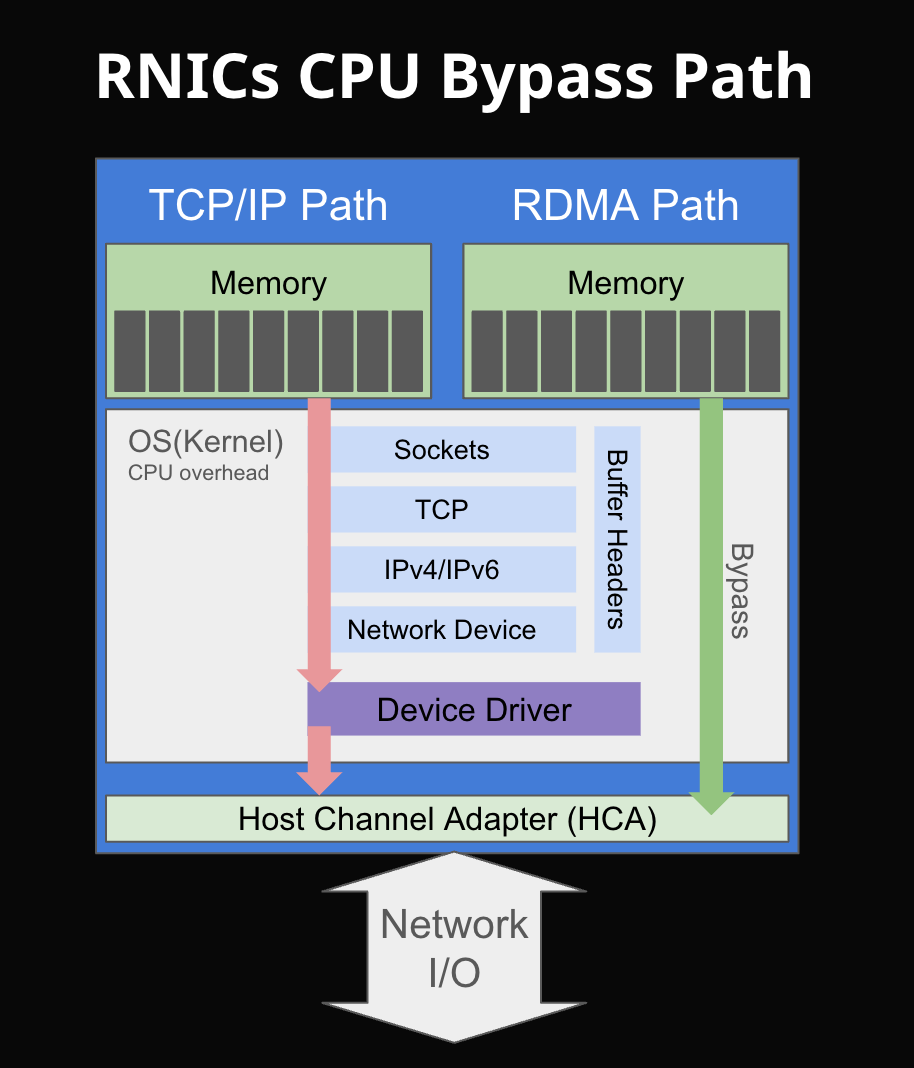 RNICs CPU Bypass Path
TCP/IP Path
RDMA Path
Memory
Memory
OS(Kernel)
CPU overhead
Sockets
TCP
IPv4/IPv6
Network Device
Buffer Headers
Bypass
Device Driver
Host Channel Adapter (HCA)
Network
I/O